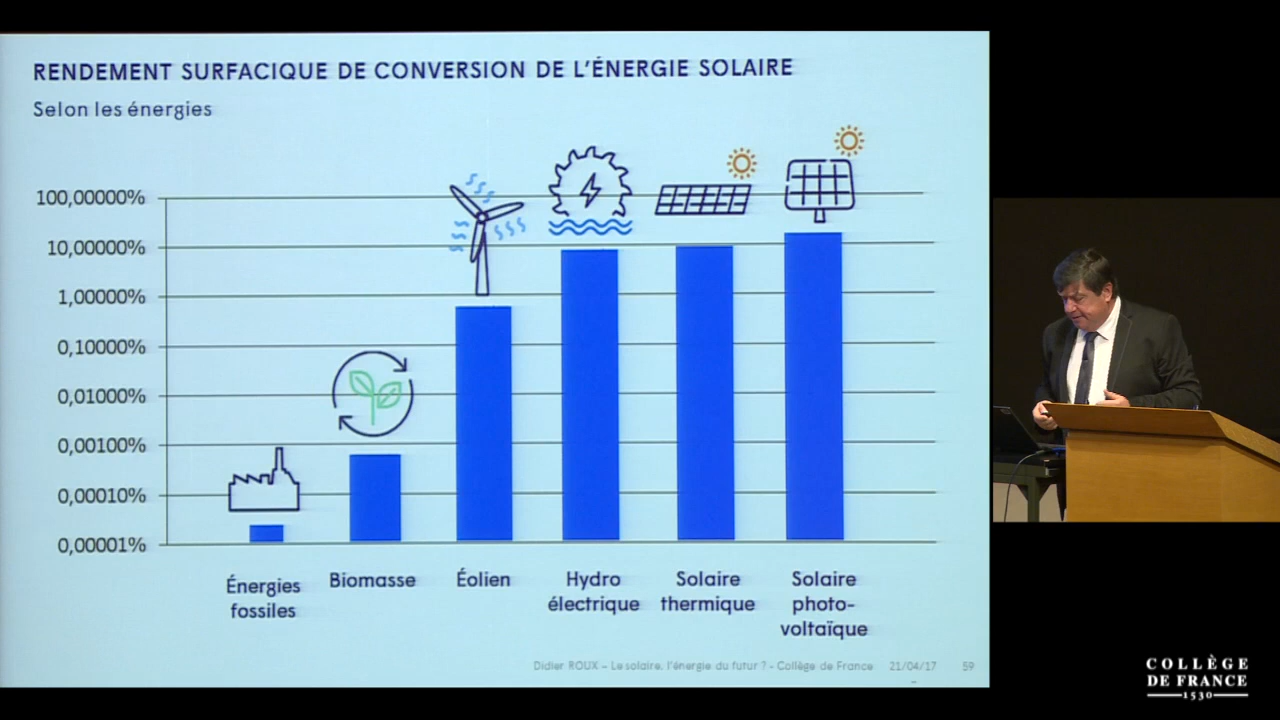 RENDEMENT SURFACIQUE DE CONVERSION DE L'ÉNERGIE SOLAIRE
Selon les énergies
100,00000%
10,00000%
1,00000%
0,10000%
0,01000%
0,00100%
0,00010%
0,00001%
Énergies
fossiles
Biomasse
Éolien
Hydro
électrique
Solaire
thermique
Solaire
photo-
voltaïque
Didier ROUX – Le solaire, l'énergie du futur ? - Collège de France 21/04/17 59
COLLÈGE
DE FRANCE
1530